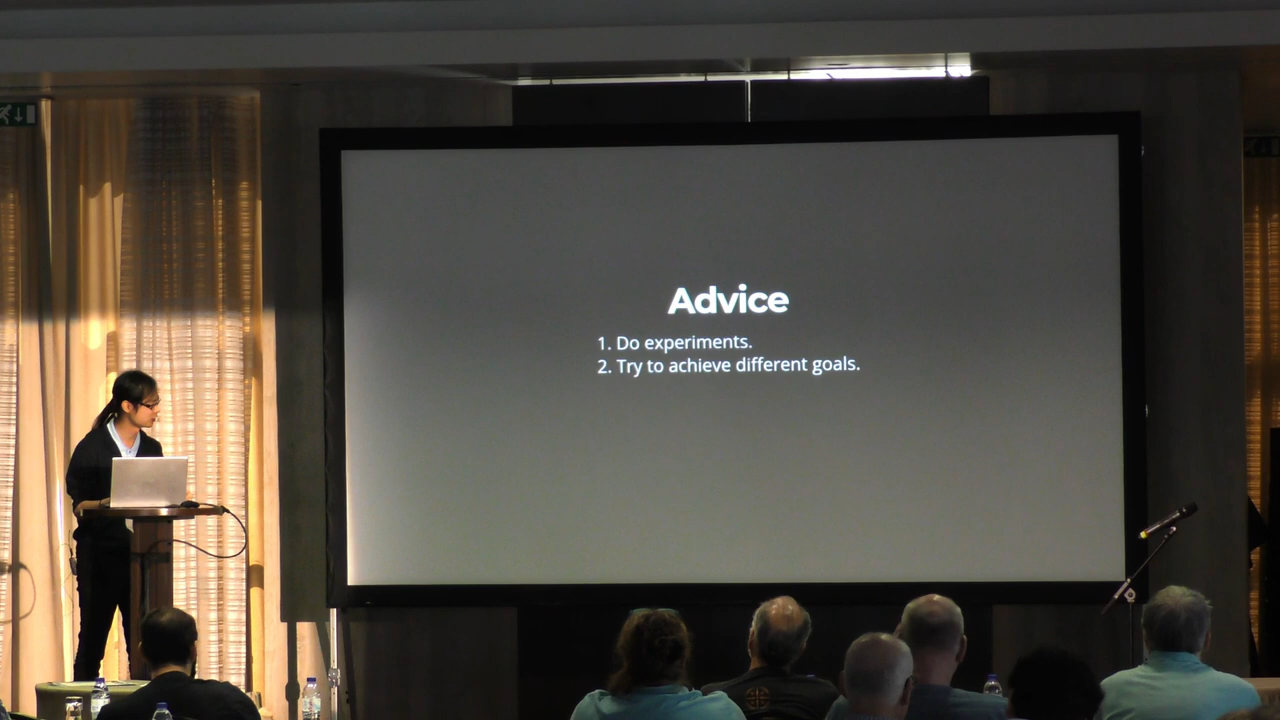 Advice
1. Do experiments.
2. Try to achieve different goals.